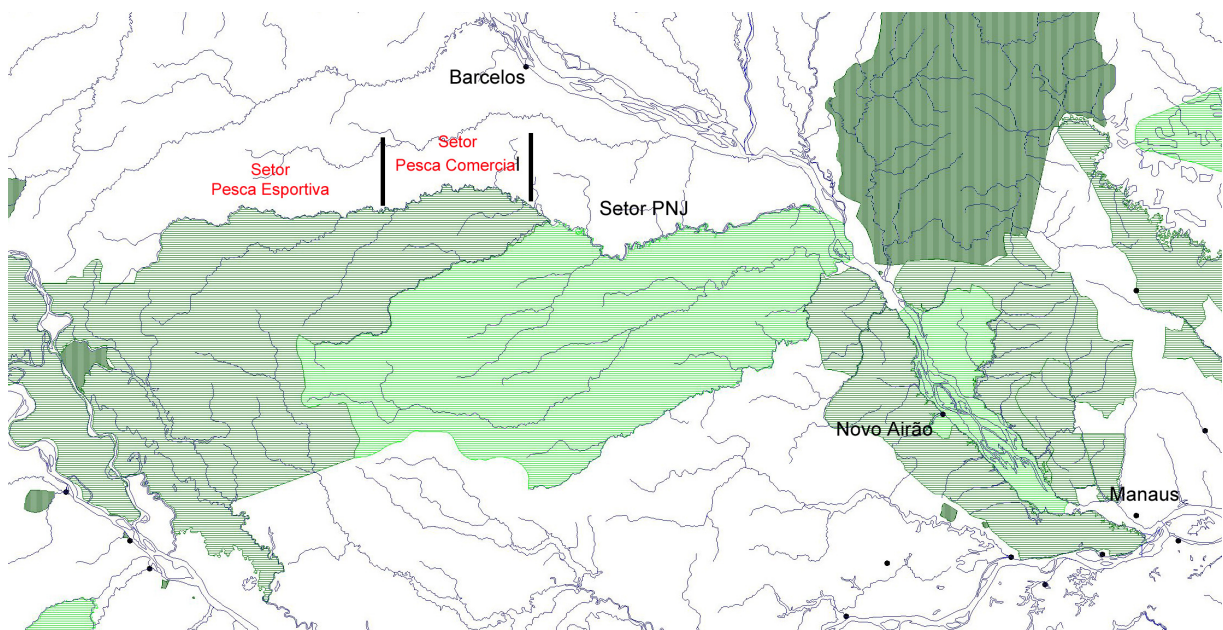 Barcelos
Setor
Pesca Comercial
Setor
Pesca Esportiva
Setor PNJ
Novo Airão
Manaus